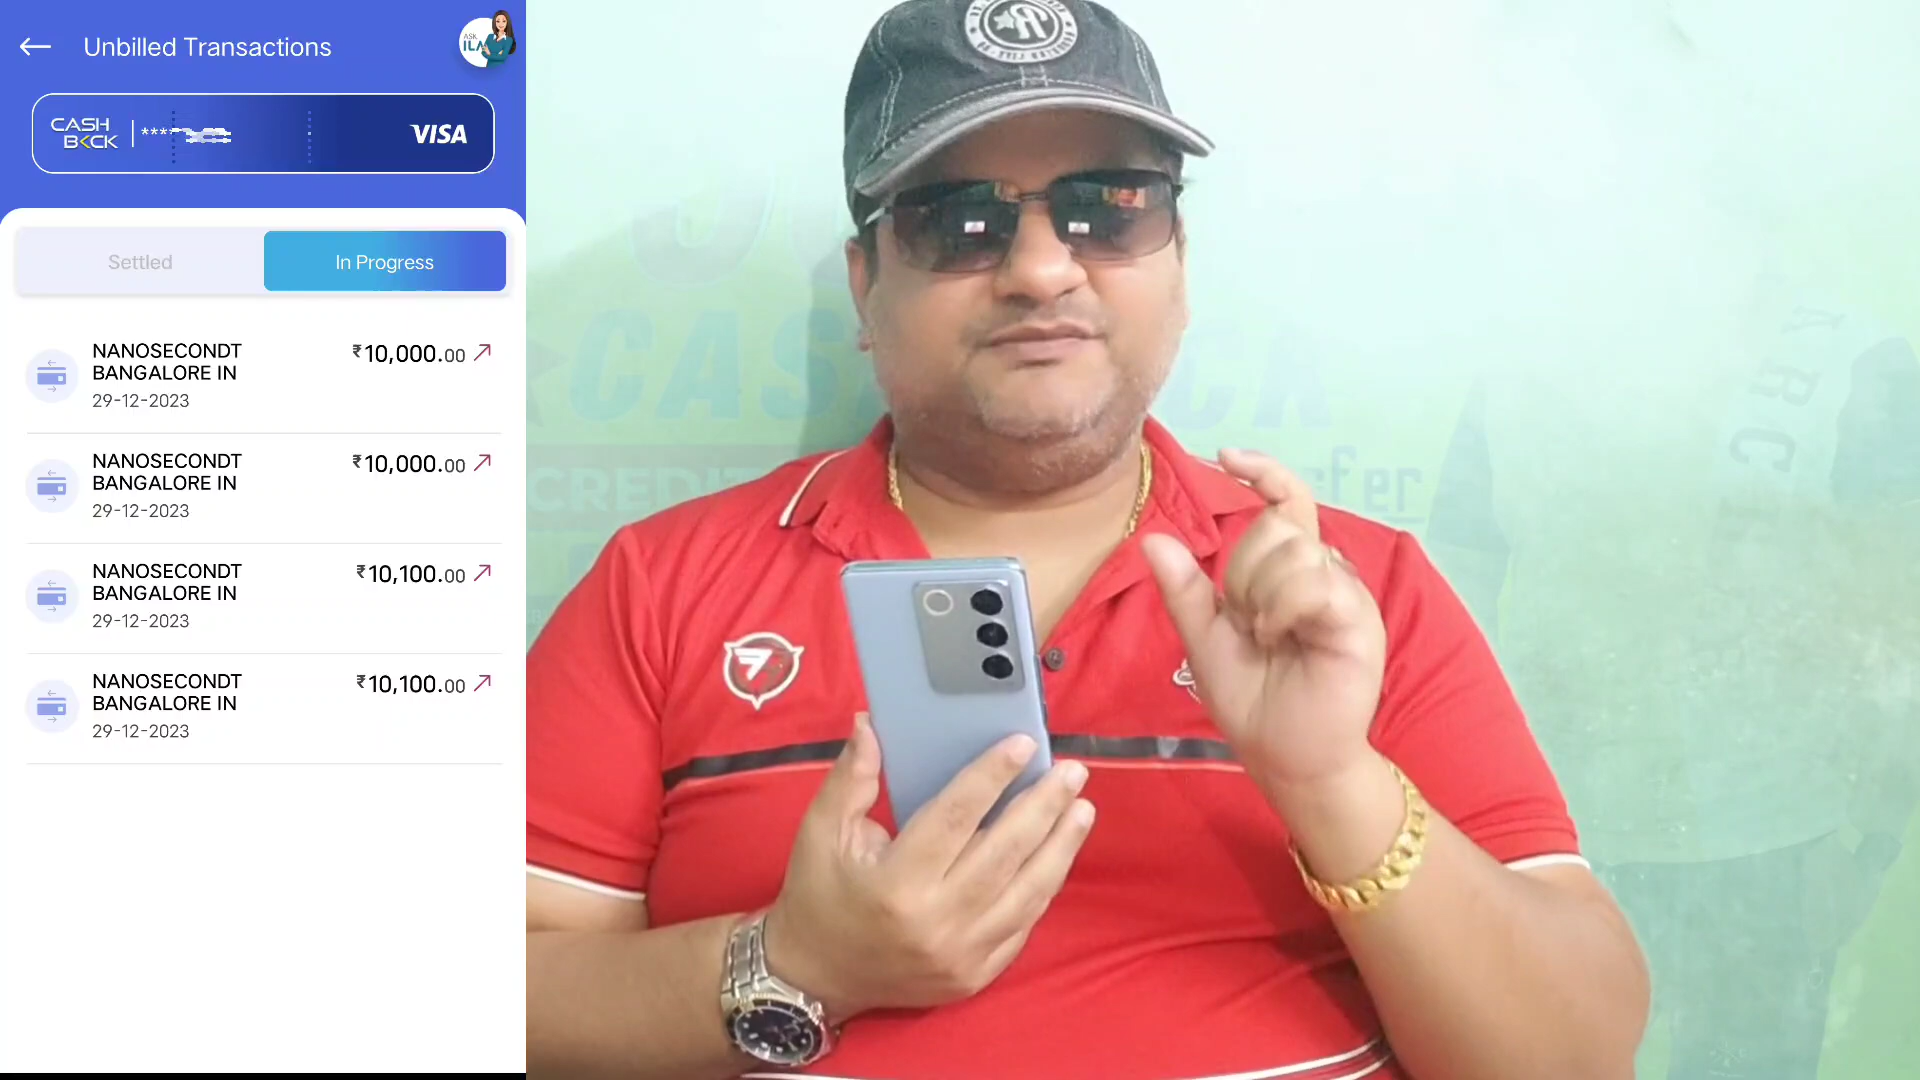 Unbilled Transactions
ASK
ILA
CASH
BACK
****
VISA
Settled
In Progress
NANOSECONDT
BANGALORE IN
29-12-2023
₹10,000.00
NANOSECONDT
BANGALORE IN
29-12-2023
₹10,000.00
NANOSECONDT
BANGALORE IN
29-12-2023
₹10,100.00
NANOSECONDT
BANGALORE IN
29-12-2023
₹10,100.00
CREDIT